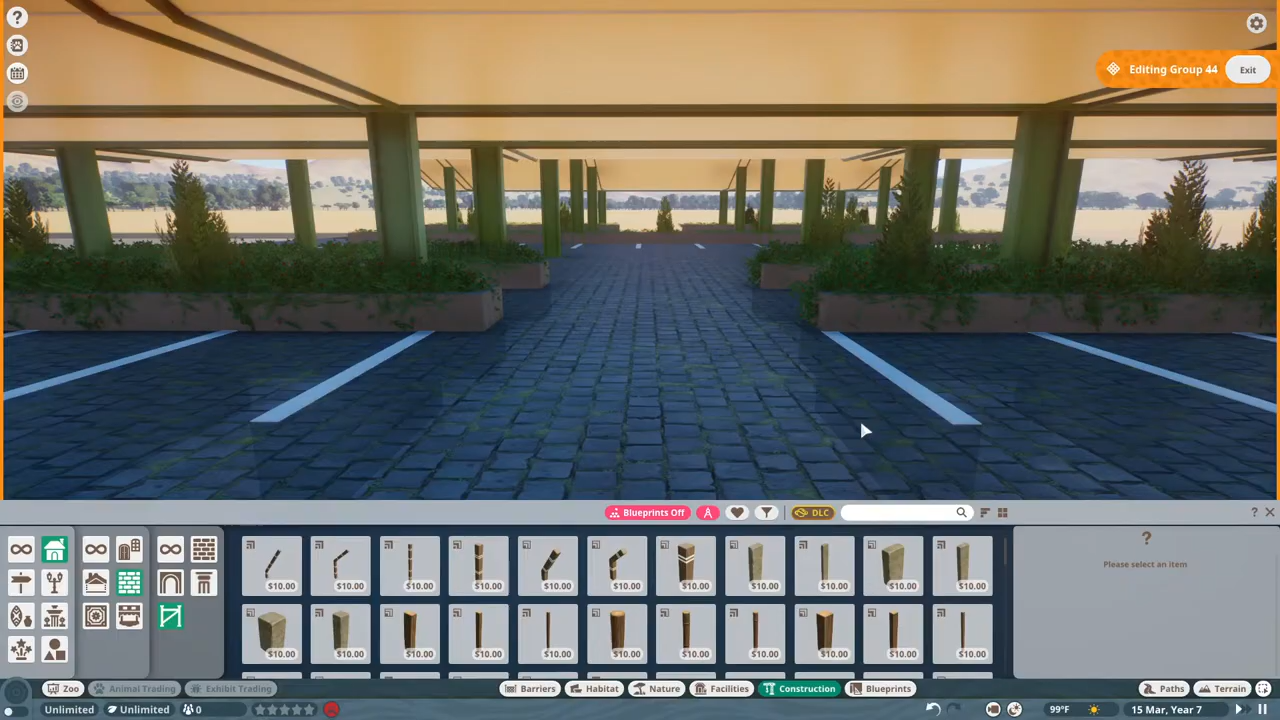 ?
Editing Group 44
Exit
Blueprints Off
DLC
?
$10.00 $10.00 $10.00 $10.00 $10.00 $10.00 $10.00 $10.00 $10.00 $10.00 $10.00
?
Please select an item
$10.00 $10.00 $10.00 $10.00 $10.00 $10.00 $10.00 $10.00 $10.00 $10.00 $10.00
Zoo Animal Trading Exhibit Trading Barriers Habitat Nature Facilities Construction Blueprints Paths Terrain
Unlimited Unlimited 0 99°F 15 Mar, Year 7